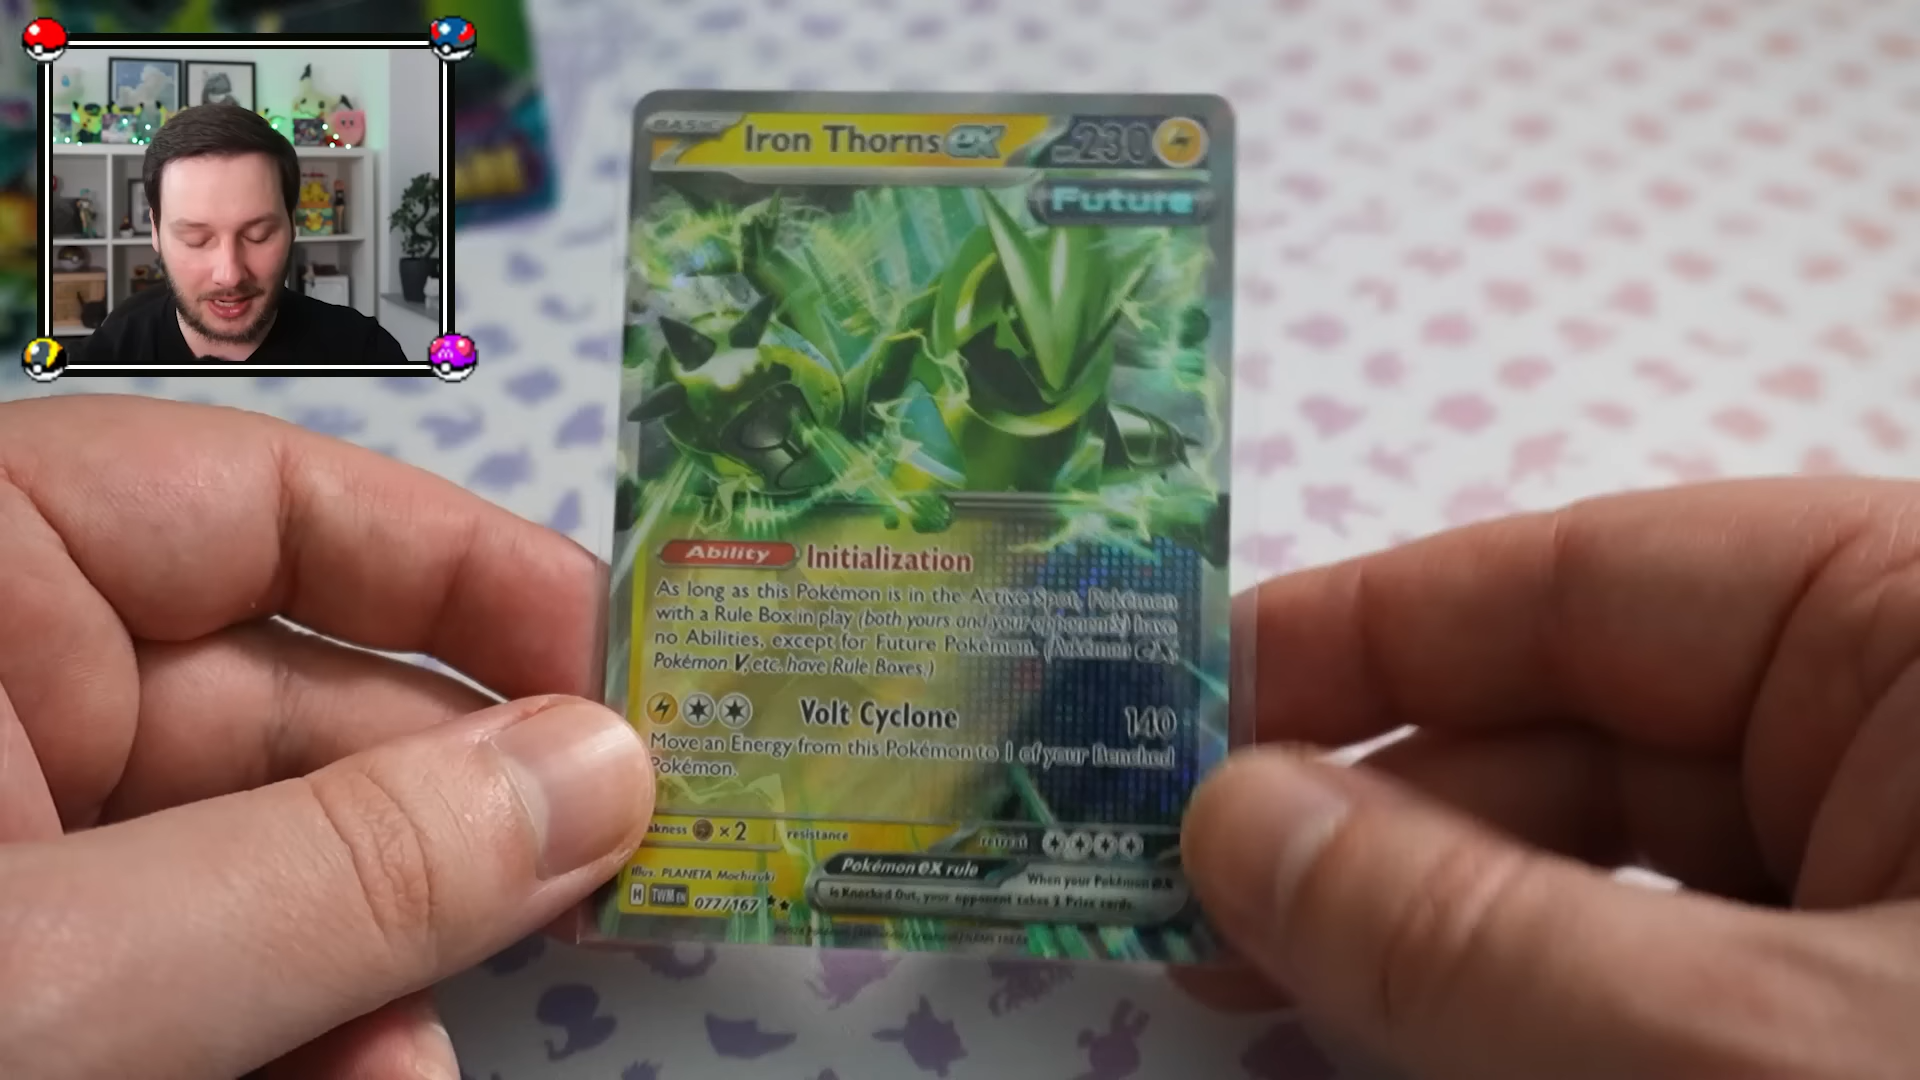 BASIC Iron Thorns ex HP 230
Future
Ability Initialization
As long as this Pokémon is in the Active Spot, Pokémon
with a Rule Box in play (both yours and your opponent's) have
no Abilities, except for Future Pokémon. (Pokémon ex,
Pokémon V, etc. have Rule Boxes.)
Volt Cyclone 140
Move an Energy from this Pokémon to 1 of your Benched
Pokémon.
akness ×2 resistance retreat
Pokémon ex rule When your Pokémon ex
is Knocked Out, your opponent takes 2 Prize cards.
Illus. PLANETA Mochizuki
H TWM EN 077/167